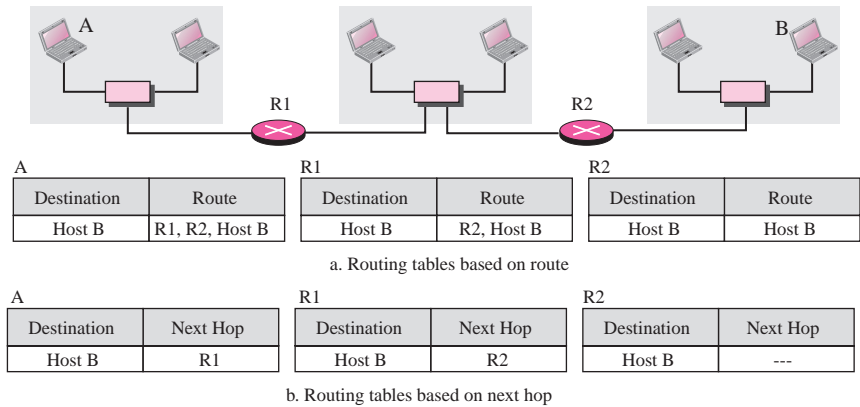 A B
R1 R2
A R1 R2
Destination Route Destination Route Destination Route
Host B R1, R2, Host B Host B R2, Host B Host B Host B
a. Routing tables based on route
A R1 R2
Destination Next Hop Destination Next Hop Destination Next Hop
Host B R1 Host B R2 Host B ---
b. Routing tables based on next hop